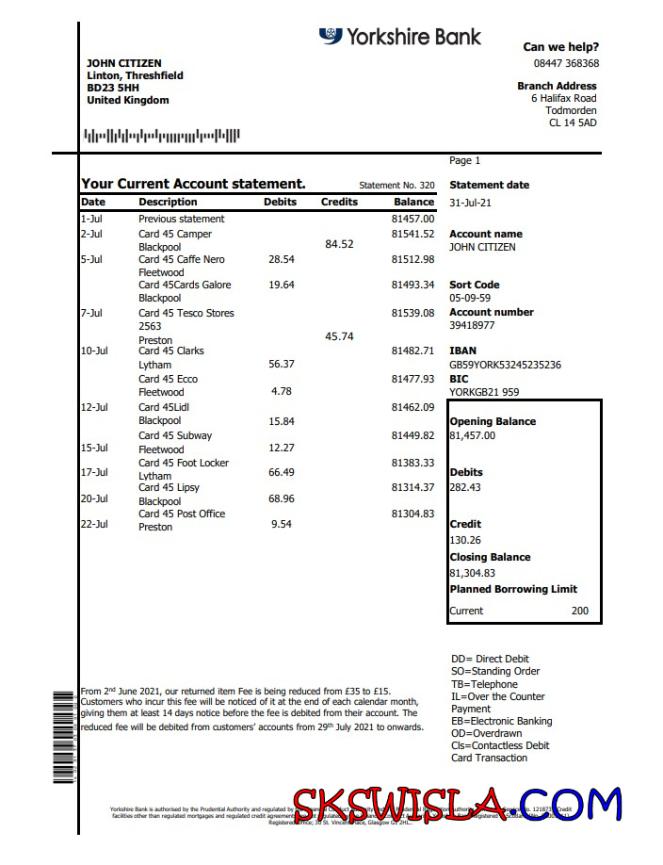 Yorkshire Bank
Can we help?
08447 368368
JOHN CITIZEN
Linton, Threshfield
BD23 5HH
United Kingdom
Branch Address
6 Halifax Road
Todmorden
CL 14 5AD
Page 1
Your Current Account statement. Statement No. 320
Date Description Debits Credits Balance
1-Jul Previous statement 81457.00
2-Jul Card 45 Camper 81541.52
Blackpool 84.52
5-Jul Card 45 Caffe Nero 28.54 81512.98
Fleetwood
Card 45Cards Galore 19.64 81493.34
Blackpool
7-Jul Card 45 Tesco Stores 81539.08
2563
Preston 45.74
10-Jul Card 45 Clarks 81482.71
Lytham 56.37
Card 45 Ecco 81477.93
Fleetwood 4.78
12-Jul Card 45Lidl 81462.09
Blackpool 15.84
Card 45 Subway 81449.82
15-Jul Fleetwood 12.27
Card 45 Foot Locker 81383.33
17-Jul Lytham 66.49
Card 45 Lipsy 81314.37
20-Jul Blackpool 68.96
Card 45 Post Office 81304.83
22-Jul Preston 9.54
Statement date
31-Jul-21
Account name
JOHN CITIZEN
Sort Code
05-09-59
Account number
39418977
IBAN
GB59YORK53245235236
BIC
YORKGB21 959
Opening Balance
81,457.00
Debits
282.43
Credit
130.26
Closing Balance
81,304.83
Planned Borrowing Limit
Current 200
DD= Direct Debit
SO=Standing Order
TB=Telephone
IL=Over the Counter
Payment
EB=Electronic Banking
OD=Overdrawn
Cls=Contactless Debit
Card Transaction
From 2nd June 2021, our returned item Fee is being reduced from £35 to £15.
Customers who incur this fee will be noticed of it at the end of each calendar month,
giving them at least 14 days notice before the fee is debited from their account. The
reduced fee will be debited from customers' accounts from 29th July 2021 to onwards.
SKSWISLA.COM
Yorkshire Bank is authorised by the Prudential Authority and regulated by
facilities other than regulated mortgages and regulated credit
Glasgow